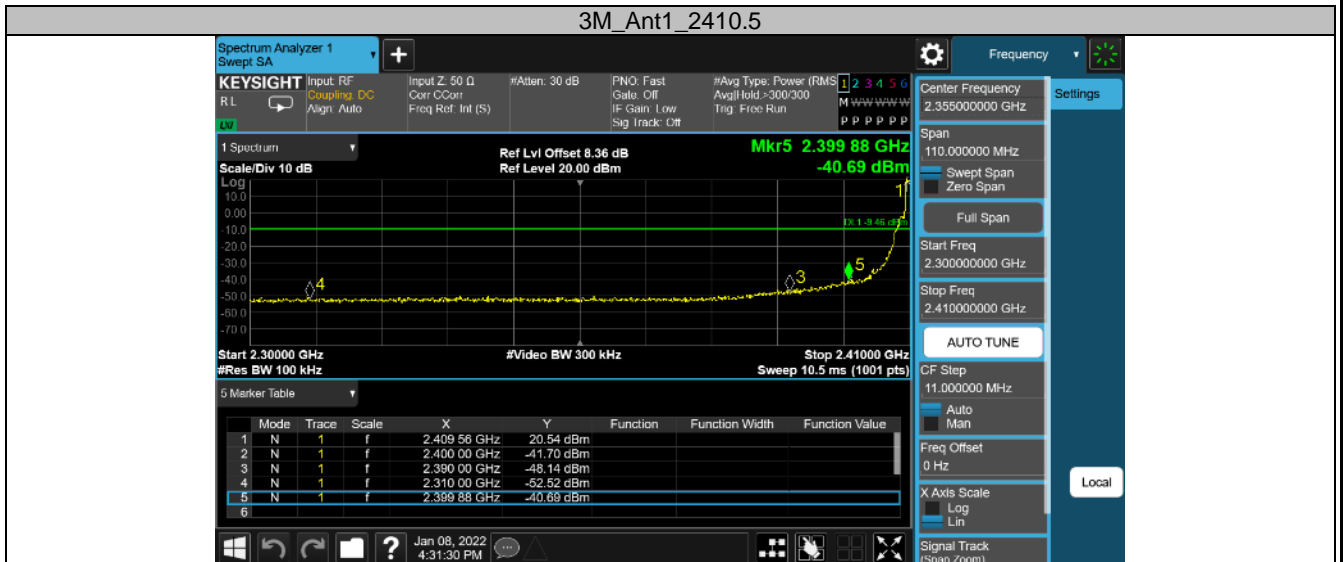 3M_Ant1_2410.5
Spectrum Analyzer 1
Swept SA
+
Frequency
KEYSIGHT
RL
LXI
Input: RF
Coupling: DC
Align: Auto
Input Z: 50 Ω
Corr CCorr
Freq Ref: Int (S)
#Atten: 30 dB
PNO: Fast
Gate: Off
IF Gain: Low
Sig Track: Off
#Avg Type: Power (RMS
Avg|Hold:>300/300
Trig: Free Run
1 2 3 4 5 6
M W W W W W
P P P P P P
1 Spectrum
Scale/Div 10 dB
Ref Lvl Offset 8.36 dB
Ref Level 20.00 dBm
Mkr5 2.399 88 GHz
-40.69 dBm
Log
10.0
0.00
-10.0
-20.0
-30.0
-40.0
-50.0
-60.0
-70.0
1
DL1 -9.46 dBm
4
3
5
Start 2.30000 GHz
#Res BW 100 kHz
#Video BW 300 kHz
Stop 2.41000 GHz
Sweep 10.5 ms (1001 pts)
5 Marker Table
Mode Trace Scale X Y Function Function Width Function Value
1 N 1 f 2.409 56 GHz 20.54 dBm
2 N 1 f 2.400 00 GHz -41.70 dBm
3 N 1 f 2.390 00 GHz -48.14 dBm
4 N 1 f 2.310 00 GHz -52.52 dBm
5 N 1 f 2.399 88 GHz -40.69 dBm
6
?
Jan 08, 2022
4:31:30 PM
Center Frequency
2.355000000 GHz
Settings
Span
110.000000 MHz
Swept Span
Zero Span
Full Span
Start Freq
2.300000000 GHz
Stop Freq
2.410000000 GHz
AUTO TUNE
CF Step
11.000000 MHz
Auto
Man
Freq Offset
0 Hz
X Axis Scale
Log
Lin
Local
Signal Track
(Span Zoom)